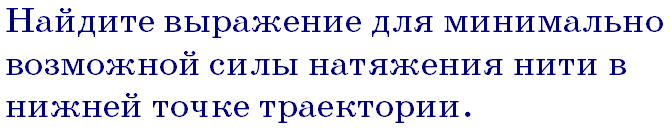 Найдите выражение для минимально
возможной силы натяжения нити в
нижней точке траектории.